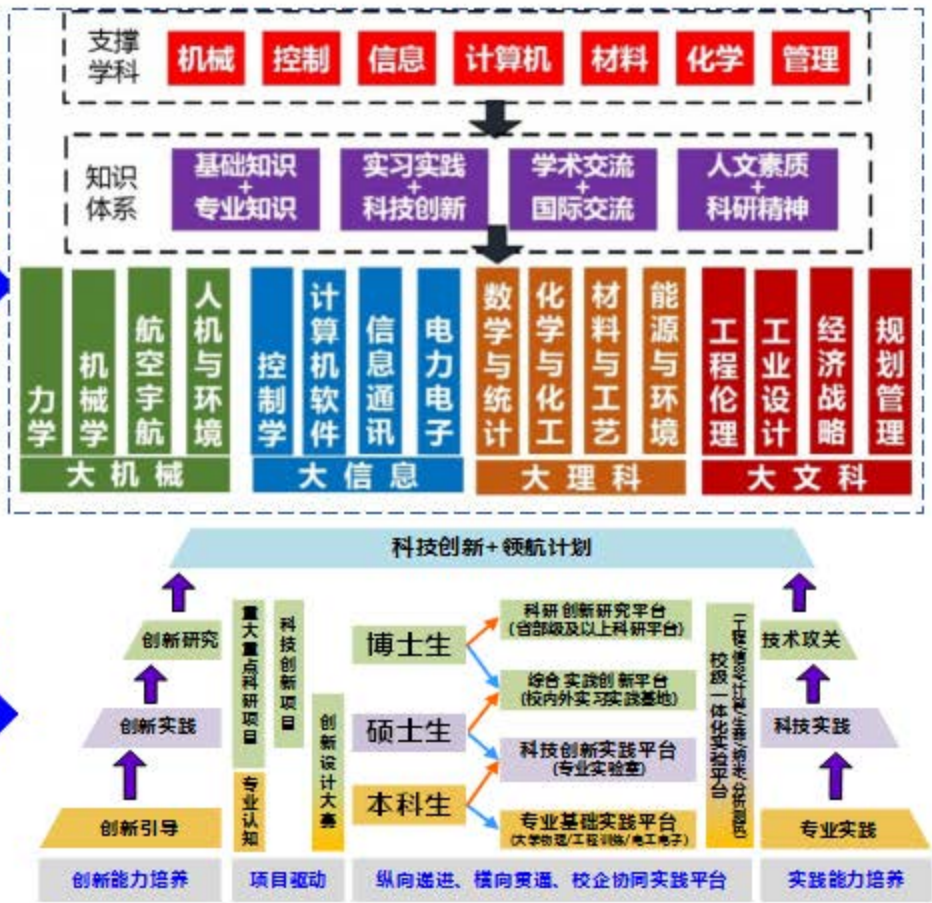 支撑
学科
机械
控制
信息
计算机
材料
化学
管理
知识
体系
基础知识
+
专业知识
实习实践
+
科技创新
学术交流
+
国际交流
人文素质
+
科研精神
力学
机械学
航空宇航
人机与环境
大机械
控制学
计算机软件
信息通讯
电力电子
大信息
数学与统计
化学与化工
材料与工艺
能源与环境
大理科
工程伦理
工业设计
经济战略
规划管理
大文科
科技创新+领航计划
创新研究
创新实践
创新引导
创新能力培养
重大重点科研项目
专业认知
科技创新项目
创新设计大赛
项目驱动
博士生
硕士生
本科生
科研创新研究平台
(省部级及以上科研平台)
综合实践创新平台
(校内外实习实践基地)
科技创新实践平台
(专业实验室)
专业基础实践平台
(大学物理/工程训练/电工电子)
校级一体化实验平台
纵向递进、横向贯通、校企协同实践平台
技术攻关
科技实践
专业实践
实践能力培养